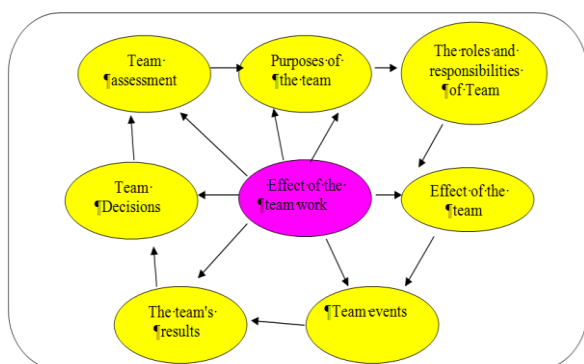 Team·
¶assessment
Purposes·of·
¶the·team
The·roles·and·
responsibilities·
¶of·Team
Team·
¶Decisions
·Effect·of·the·
¶team·work
Effect·of·the·
¶team
The·team's·
¶results
¶Team·events